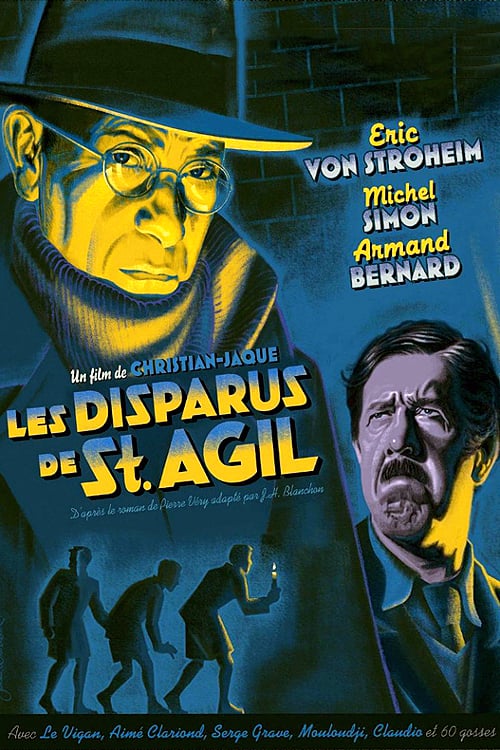 Eric
VON STROHEIM
Michel
SIMON
Armand
BERNARD
Un film de CHRISTIAN-JAQUE
LES DISPARUS
DE St. AGIL
D'après le roman de Pierre Véry adapté par J.H. Blanchon
Avec Le Vigan, Aimé Clariond, Serge Grave, Mouloudji, Claudio et 60 gosses